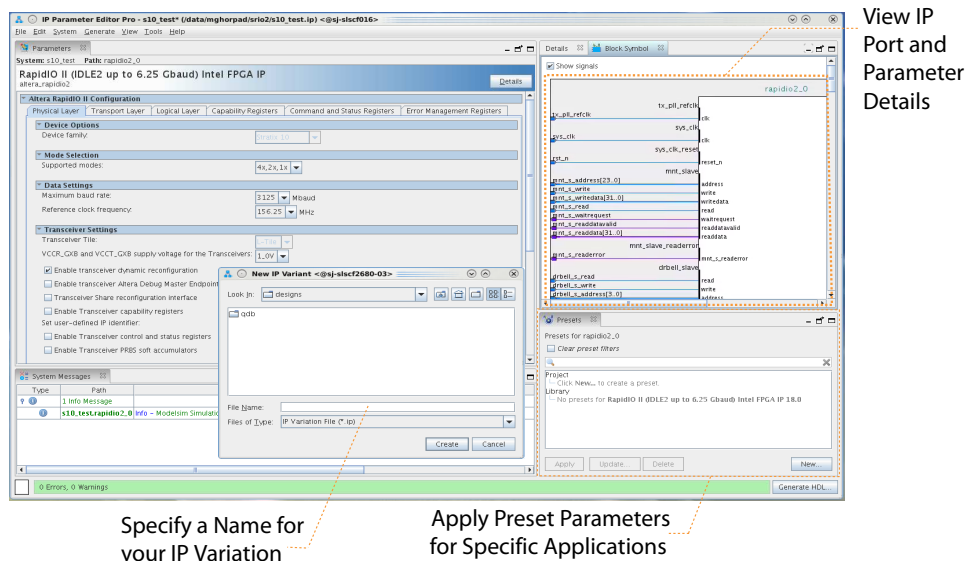 IP Parameter Editor Pro - s10_test* (/data/mghorpad/srio2/s10_test.ip) <@sj-slscf016>
File Edit System Generate View Tools Help
Parameters
System: s10_test Path: rapidio2_0
RapidIO II (IDLE2 up to 6.25 Gbaud) Intel FPGA IP
altera_rapidio2
Details
Altera RapidIO II Configuration
Physical Layer Transport Layer Logical Layer Capability Registers Command and Status Registers Error Management Registers
Device Options
Device family: Stratix 10
Mode Selection
Supported modes: 4x,2x,1x
Data Settings
Maximum baud rate: 3125 Mbaud
Reference clock frequency: 156.25 MHz
Transceiver Settings
Transceiver Tile: L-Tile
VCCR_GXB and VCCT_GXB supply voltage for the Transceivers: 1_0V
Enable transceiver dynamic reconfiguration
Enable transceiver Altera Debug Master Endpoint
Transceiver Share reconfiguration interface
Enable Transceiver capability registers
Set user-defined IP identifier:
Enable Transceiver control and status registers
Enable Transceiver PRBS soft accumulators
System Messages
Type Path
1 Info Message
s10_test.rapidio2_0 Info - Modelsim Simulatio
0 Errors, 0 Warnings
Generate HDL...
New IP Variant <@sj-slscf2680-03>
Look In: designs
qdb
File Name:
Files of Type: IP Variation File (*.ip)
Create Cancel
Details Block Symbol
Show signals
rapidio2_0
tx_pll_refclk
tx_pll_refclk clk
sys_clk
sys_clk clk
sys_clk_reset
rst_n reset_n
mnt_slave
mnt_s_address[23..0] address
mnt_s_write write
mnt_s_writedata[31..0] writedata
mnt_s_read read
mnt_s_waitrequest waitrequest
mnt_s_readdatavalid readdatavalid
mnt_s_readdata[31..0] readdata
mnt_slave_readerror
mnt_s_readerror mnt_s_readerror
drbell_slave
drbell_s_read read
drbell_s_write write
drbell_s_address[3..0] address
Presets
Presets for rapidio2_0
Clear preset filters
Project
Click New... to create a preset
Library
No presets for RapidIO II (IDLE2 up to 6.25 Gbaud) Intel FPGA IP 18.0
Apply Update... Delete New...
View IP
Port and
Parameter
Details
Specify a Name for
your IP Variation
Apply Preset Parameters
for Specific Applications